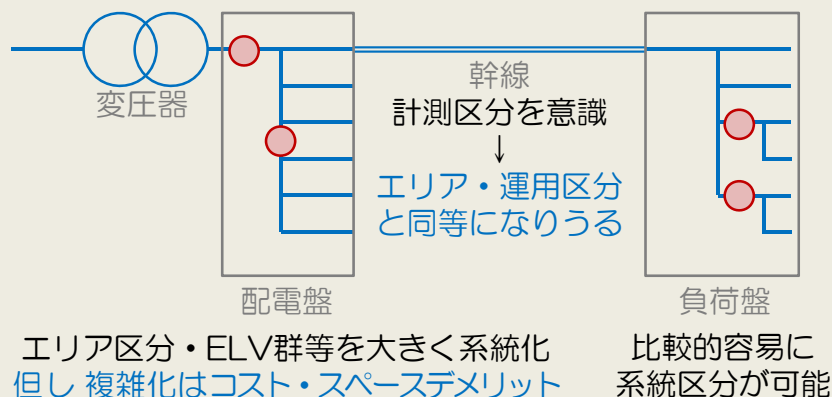 変圧器
幹線
計測区分を意識
↓
エリア・運用区分
と同等になりうる
配電盤
負荷盤
エリア区分・ELV群等を大きく系統化
但し 複雑化はコスト・スペースデメリット
比較的容易に
系統区分が可能